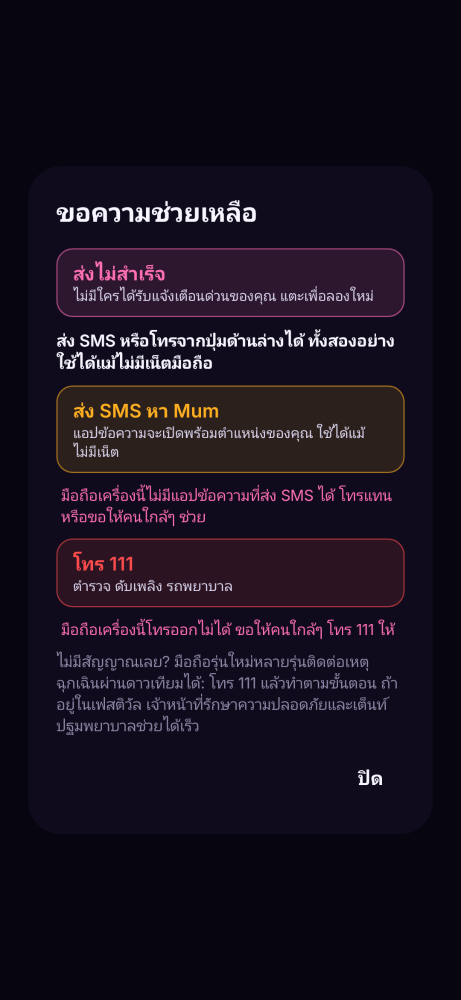 ขอความช่วยเหลือ
ส่งไม่สำเร็จ
ไม่มีใครได้รับแจ้งเตือนด่วนของคุณ แตะเพื่อลองใหม่
ส่ง SMS หรือโทรจากปุ่มด้านล่างได้ ทั้งสองอย่าง
ใช้ได้แม้ไม่มีเน็ตมือถือ
ส่ง SMS หา Mum
แอปข้อความจะเปิดพร้อมตำแหน่งของคุณ ใช้ได้แม้
ไม่มีเน็ต
มือถือเครื่องนี้ไม่มีแอปข้อความที่ส่ง SMS ได้ โทรแทน
หรือขอให้คนใกล้ๆ ช่วย
โทร 111
ตำรวจ ดับเพลิง รถพยาบาล
มือถือเครื่องนี้โทรออกไม่ได้ ขอให้คนใกล้ๆ โทร 111 ให้
ไม่มีสัญญาณเลย? มือถือรุ่นใหม่หลายรุ่นติดต่อเหตุ
ฉุกเฉินผ่านดาวเทียมได้: โทร 111 แล้วทำตามขั้นตอน ถ้า
อยู่ในเฟสติวัล เจ้าหน้าที่รักษาความปลอดภัยและเต็นท์
ปฐมพยาบาลช่วยได้เร็ว
ปิด